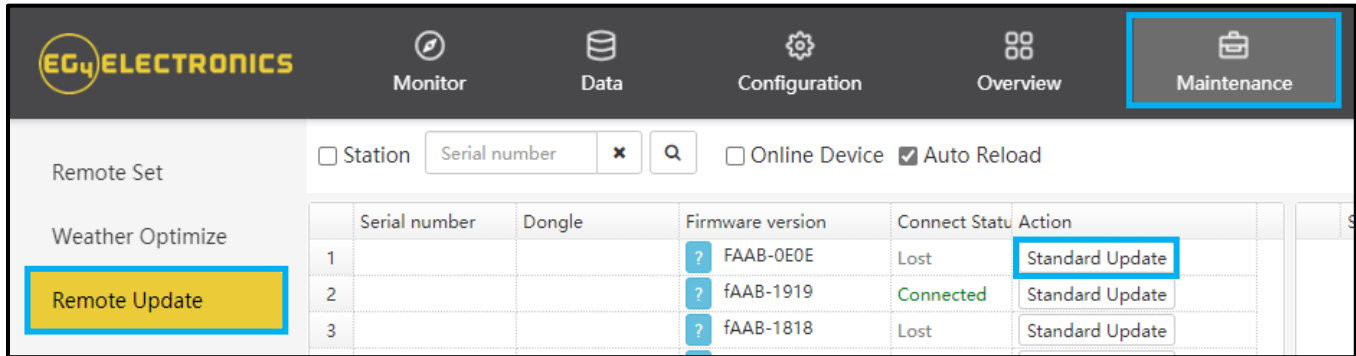 EG4 ELECTRONICS
Monitor Data Configuration Overview Maintenance
Remote Set
Weather Optimize
Remote Update
Station Serial number Online Device Auto Reload
Serial number Dongle Firmware version Connect Statu Action S
1 ? FAAB-0E0E Lost Standard Update
2 ? fAAB-1919 Connected Standard Update
3 ? fAAB-1818 Lost Standard Update